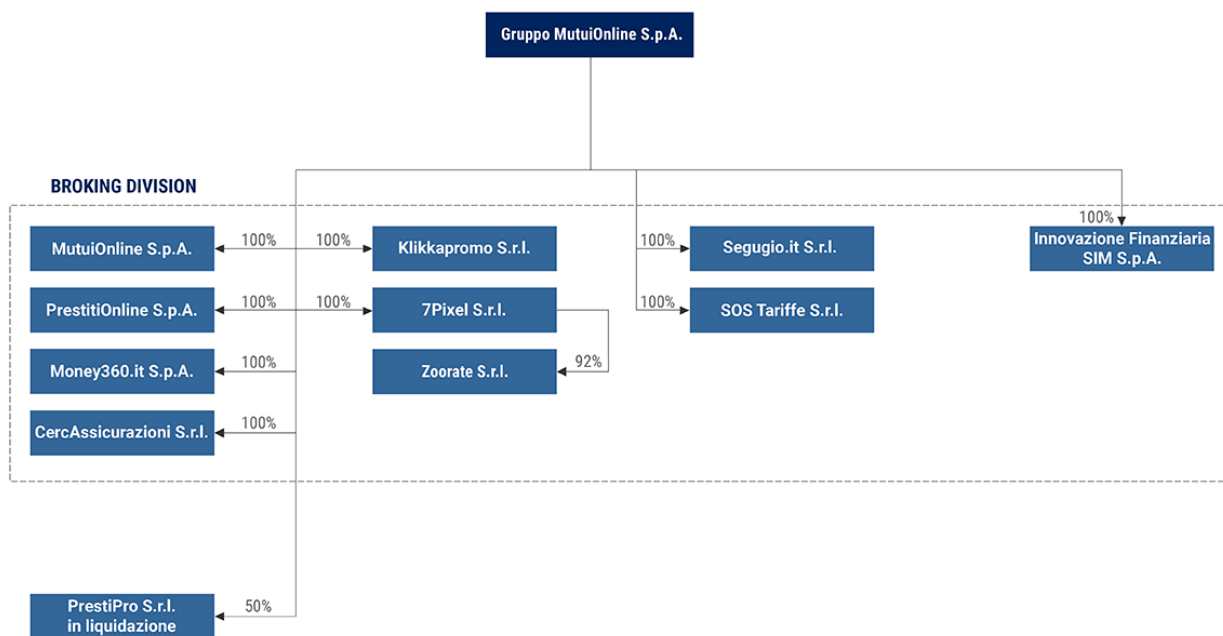 Gruppo MutuiOnline S.p.A.
BROKING DIVISION
MutuiOnline S.p.A.
100%
100%
Klikkapromo S.r.l.
100%
Segugio.it S.r.l.
100%
Innovazione Finanziaria
SIM S.p.A.
PrestitiOnline S.p.A.
100%
100%
7Pixel S.r.l.
100%
SOS Tariffe S.r.l.
Money360.it S.p.A.
100%
Zoorate S.r.l.
92%
CercAssicurazioni S.r.l.
100%
PrestiPro S.r.l.
in liquidazione
50%